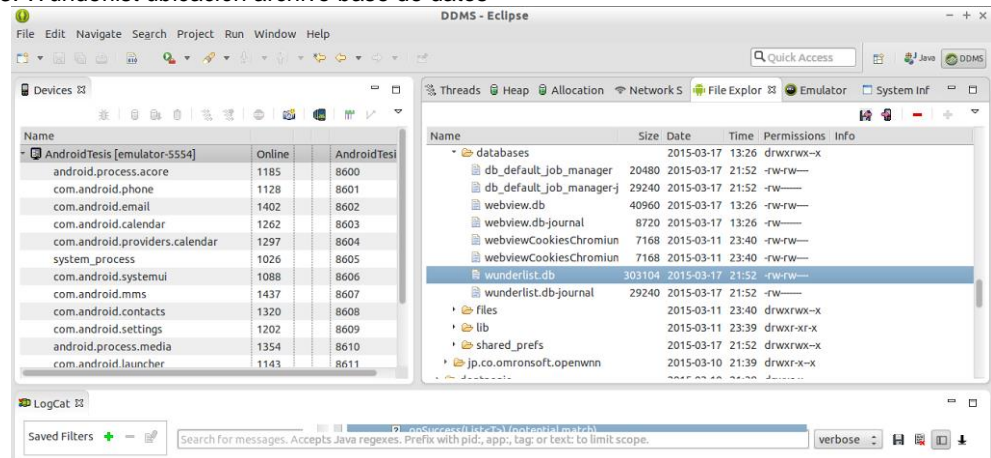 DDMS - Eclipse
File Edit Navigate Search Project Run Window Help
Quick Access
Java
DDMS
Devices
Name
AndroidTesis [emulator-5554] Online AndroidTesi
android.process.acore 1185 8600
com.android.phone 1128 8601
com.android.email 1402 8602
com.android.calendar 1262 8603
com.android.providers.calendar 1297 8604
system_process 1026 8605
com.android.systemui 1088 8606
com.android.mms 1437 8607
com.android.contacts 1320 8608
com.android.settings 1202 8609
android.process.media 1354 8610
com.android.launcher 1143 8611
Threads Heap Allocation Network S File Explor Emulator System Inf
Name Size Date Time Permissions Info
databases 2015-03-17 13:26 drwxrwx--x
db_default_job_manager 20480 2015-03-17 21:52 -rw-rw----
db_default_job_manager-j 29240 2015-03-17 21:52 -rw-------
webview.db 40960 2015-03-17 13:26 -rw-rw----
webview.db-journal 8720 2015-03-17 13:26 -rw-------
webviewCookiesChromiun 7168 2015-03-11 23:40 -rw-rw----
webviewCookiesChromiun 7168 2015-03-11 23:40 -rw-rw----
wunderlist.db 303104 2015-03-17 21:52 -rw-rw----
wunderlist.db-journal 29240 2015-03-17 21:52 -rw-------
files 2015-03-11 23:40 drwxrwx--x
lib 2015-03-11 23:39 drwxr-xr-x
shared_prefs 2015-03-17 21:52 drwxrwx--x
jp.co.omronsoft.openwnn 2015-03-10 21:39 drwxr-x--x
LogCat
Saved Filters
onSuccess(List<T>) (potential match)
Search for messages. Accepts Java regexes. Prefix with pid:, app:, tag: or text: to limit scope.
verbose